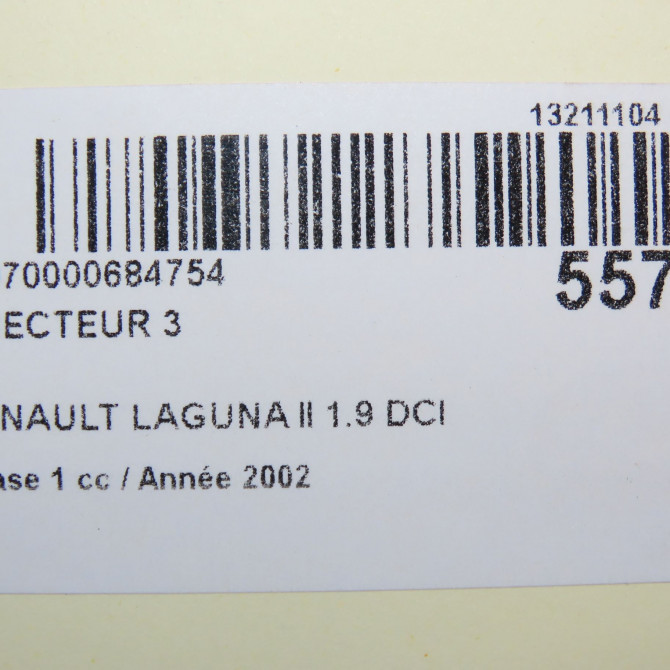 13211104
70000684754
557
ECTEUR 3
NAULT LAGUNA II 1.9 DCI
ase 1 cc / Année 2002